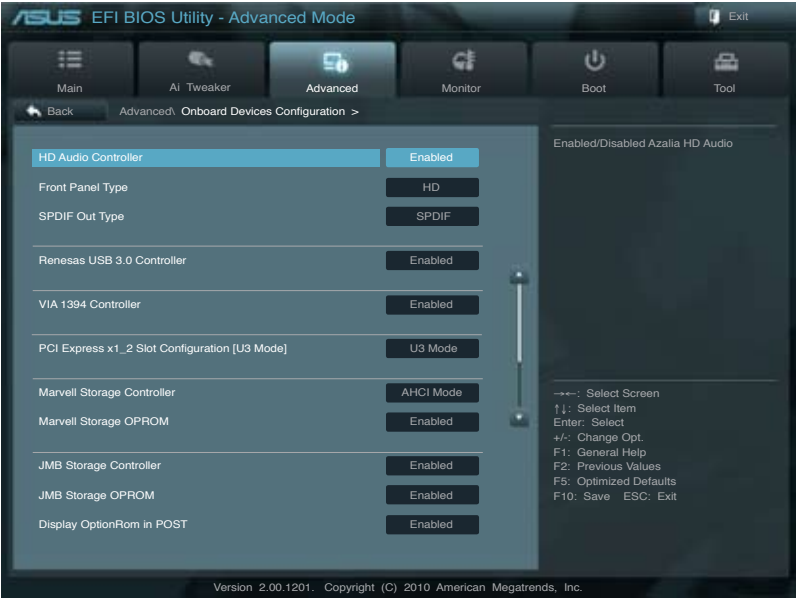 ASUS EFI BIOS Utility - Advanced Mode
Exit
Main
Ai Tweaker
Advanced
Monitor
Boot
Tool
Back
Advanced\ Onboard Devices Configuration >
HD Audio Controller Enabled
Front Panel Type HD
SPDIF Out Type SPDIF
Renesas USB 3.0 Controller Enabled
VIA 1394 Controller Enabled
PCI Express x1_2 Slot Configuration [U3 Mode] U3 Mode
Marvell Storage Controller AHCI Mode
Marvell Storage OPROM Enabled
JMB Storage Controller Enabled
JMB Storage OPROM Enabled
Display OptionRom in POST Enabled
Enabled/Disabled Azalia HD Audio
→←: Select Screen
↑↓: Select Item
Enter: Select
+/-: Change Opt.
F1: General Help
F2: Previous Values
F5: Optimized Defaults
F10: Save ESC: Exit
Version 2.00.1201. Copyright (C) 2010 American Megatrends, Inc.